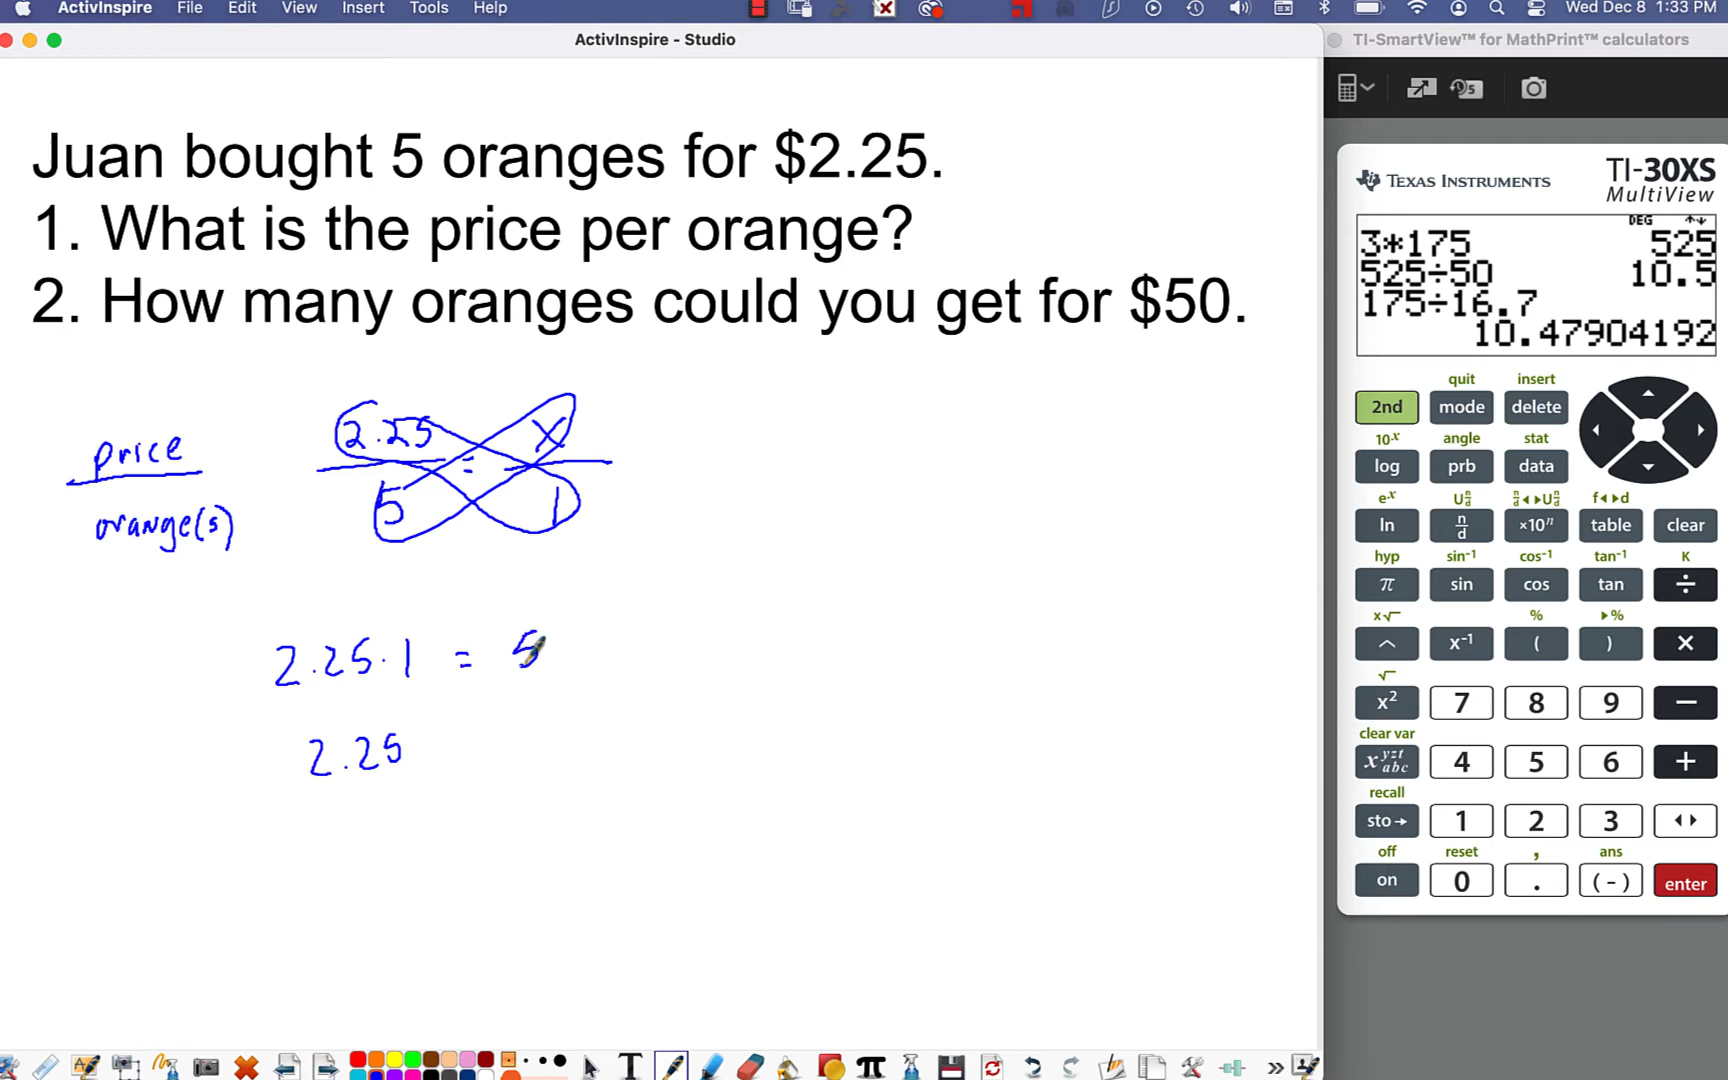 ActivInspire File Edit View Insert Tools Help Wed Dec 8 1:33 PM
ActivInspire - Studio
TI-SmartView™ for MathPrint™ calculators
Juan bought 5 oranges for $2.25.
1. What is the price per orange?
2. How many oranges could you get for $50.
price
orange(s)
2.25 = X
5 1
2.25·1 = 5
2.25
TEXAS INSTRUMENTS TI-30XS
MultiView
DEG
3*175 525
525÷50 10.5
175÷16.7
10.47904192
quit insert
2nd mode delete
10ˣ angle stat
log prb data
eˣ U n/d n/d◄►U n/d f◄►d
ln n/d ×10ⁿ table clear
hyp sin⁻¹ cos⁻¹ tan⁻¹ K
π sin cos tan ÷
x√ % ►%
^ x⁻¹ ( ) ×
√
x² 7 8 9 −
clear var
x yzt abc 4 5 6 +
recall
sto→ 1 2 3 ◄►
off reset , ans
on 0 . (-) enter
T π »